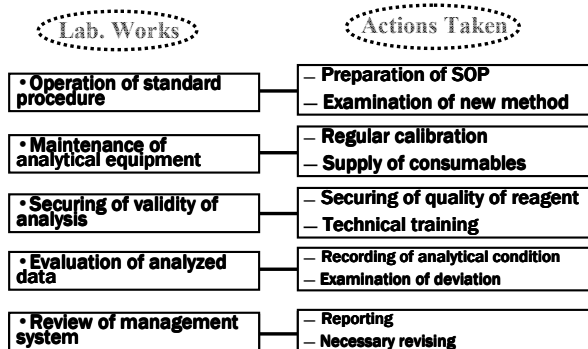 Lab. Works
Actions Taken
• Operation of standard
procedure
– Preparation of SOP
– Examination of new method
• Maintenance of
analytical equipment
– Regular calibration
– Supply of consumables
• Securing of validity of
analysis
– Securing of quality of reagent
– Technical training
• Evaluation of analyzed
data
– Recording of analytical condition
– Examination of deviation
• Review of management
system
– Reporting
– Necessary revising